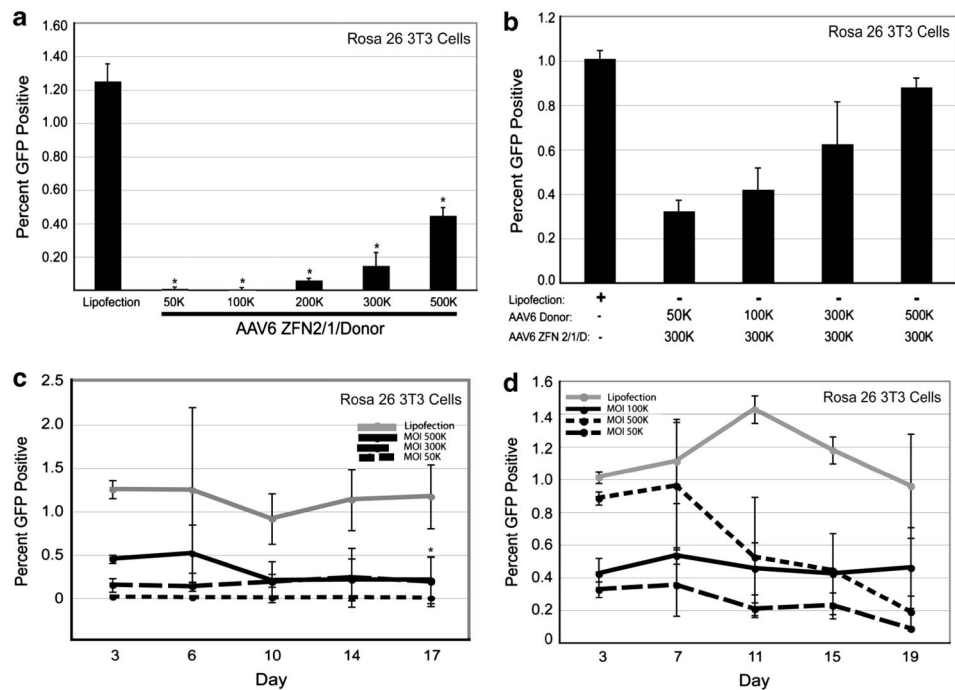 a
Rosa 26 3T3 Cells
Percent GFP Positive
1.60
1.40
1.20
1.00
0.80
0.60
0.40
0.20
* * * * *
Lipofection 50K 100K 200K 300K 500K
AAV6 ZFN2/1/Donor
b
Rosa 26 3T3 Cells
Percent GFP Positive
1.2
1.0
0.8
0.6
0.4
0.2
0.0
Lipofection: + - - - -
AAV6 Donor: - 50K 100K 300K 500K
AAV6 ZFN 2/1/D: - 300K 300K 300K 300K
c
Rosa 26 3T3 Cells
Percent GFP Positive
2.5
2.0
1.5
1.0
0.5
0
5.0
Lipofection
MOI 500K
MOI 300K
MOI 50K
*
3 6 10 14 17
Day
d
Rosa 26 3T3 Cells
Percent GFP Positive
1.6
1.4
1.2
1.0
0.8
0.6
0.4
0.2
0
Lipofection
MOI 100K
MOI 500K
MOI 50K
3 7 11 15 19
Day